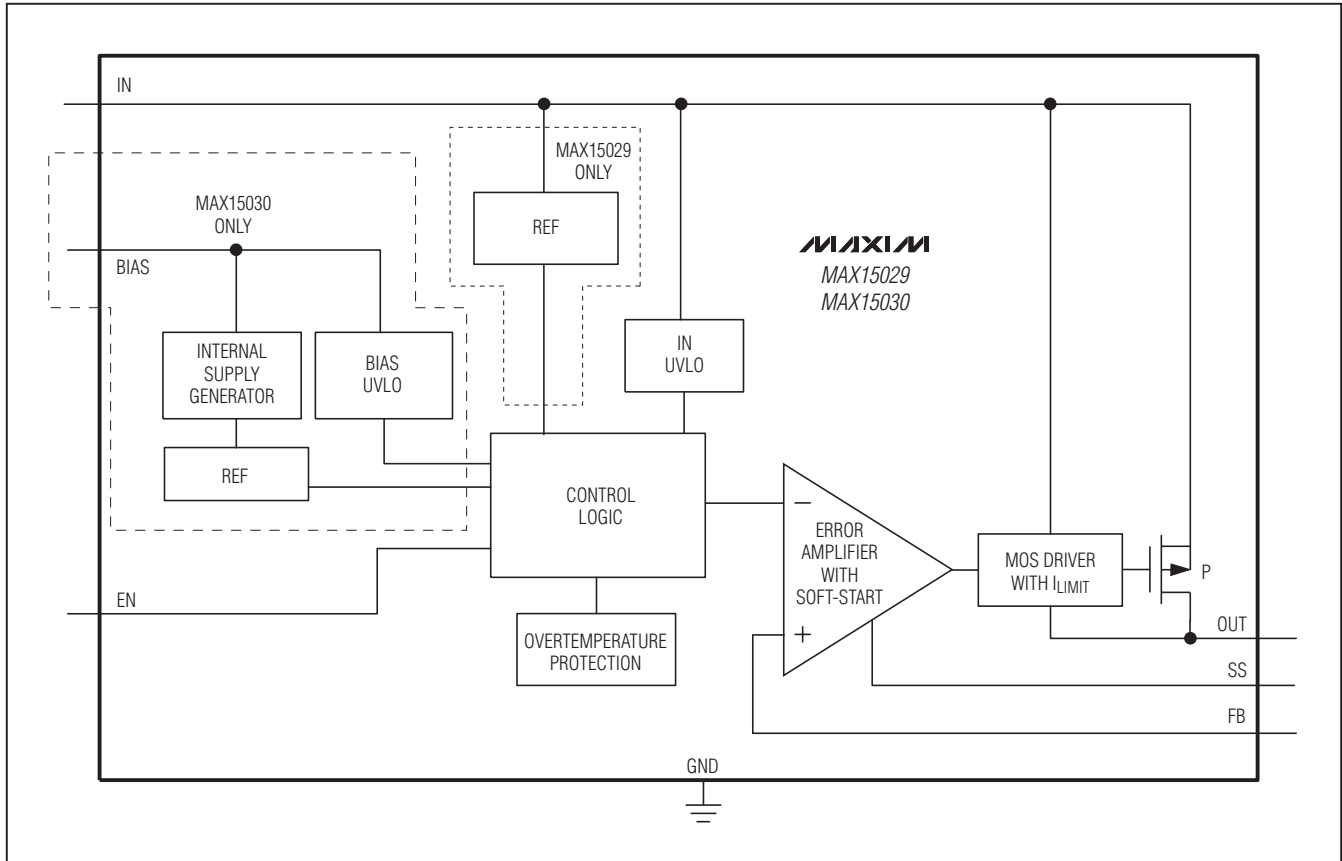 IN
MAX15029
ONLY
REF
MAX15030
ONLY
BIAS
MAXIM
MAX15029
MAX15030
INTERNAL
SUPPLY
GENERATOR
BIAS
UVLO
IN
UVLO
REF
CONTROL
LOGIC
−
ERROR
AMPLIFIER
WITH
SOFT-START
+
MOS DRIVER
WITH ILIMIT
P
EN
OVERTEMPERATURE
PROTECTION
OUT
SS
FB
GND